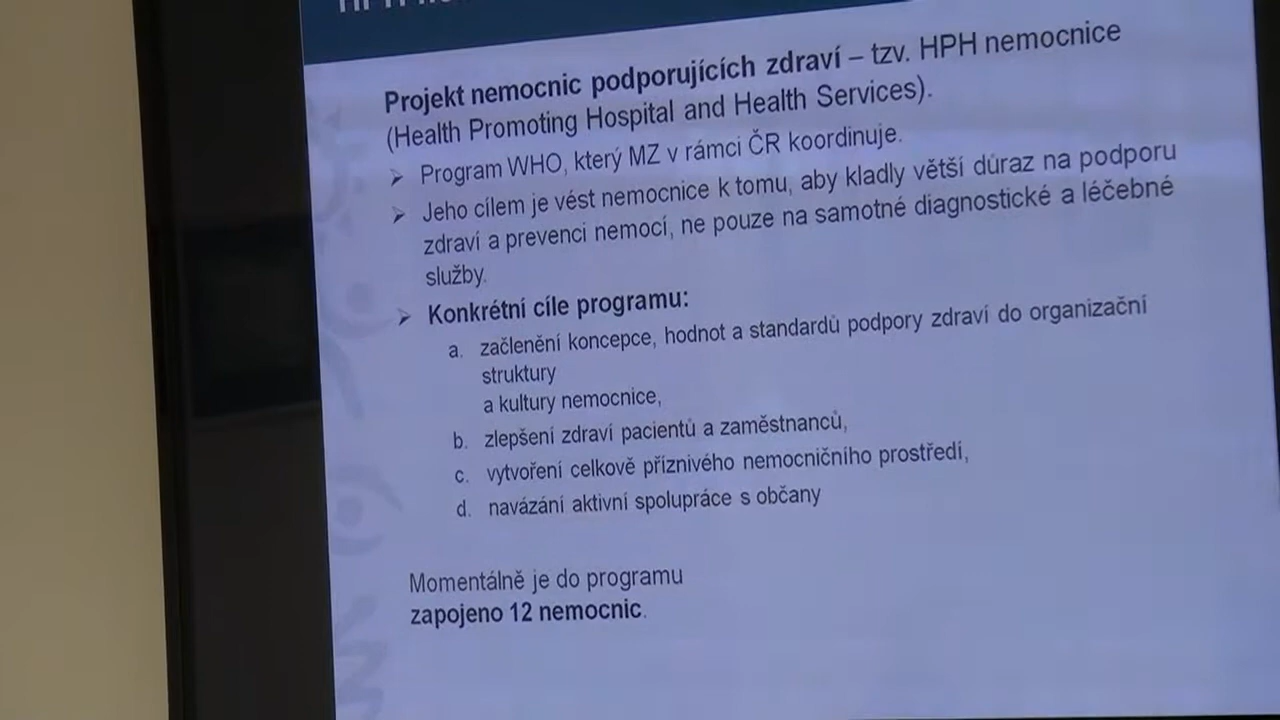 Projekt nemocnic podporujících zdraví – tzv. HPH nemocnice
(Health Promoting Hospital and Health Services).
➢ Program WHO, který MZ v rámci ČR koordinuje.
➢ Jeho cílem je vést nemocnice k tomu, aby kladly větší důraz na podporu
zdraví a prevenci nemocí, ne pouze na samotné diagnostické a léčebné
služby.
➢ Konkrétní cíle programu:
a. začlenění koncepce, hodnot a standardů podpory zdraví do organizační
struktury
a kultury nemocnice,
b. zlepšení zdraví pacientů a zaměstnanců,
c. vytvoření celkově příznivého nemocničního prostředí,
d. navázání aktivní spolupráce s občany
Momentálně je do programu
zapojeno 12 nemocnic.